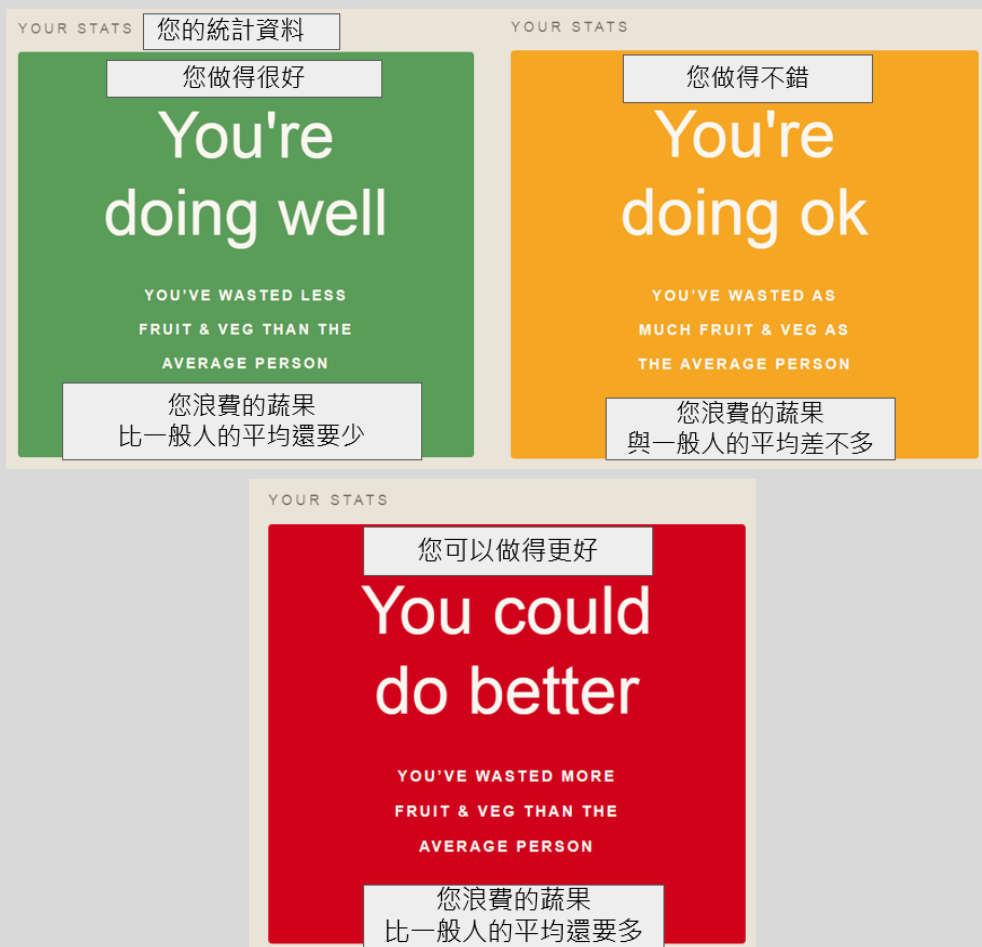 YOUR STATS 您的統計資料
您做得很好
You're
doing well
YOU'VE WASTED LESS
FRUIT & VEG THAN THE
AVERAGE PERSON
您浪費的蔬果
比一般人的平均還要少
YOUR STATS
您做得不錯
You're
doing ok
YOU'VE WASTED AS
MUCH FRUIT & VEG AS
THE AVERAGE PERSON
您浪費的蔬果
與一般人的平均差不多
YOUR STATS
您可以做得更好
You could
do better
YOU'VE WASTED MORE
FRUIT & VEG THAN THE
AVERAGE PERSON
您浪費的蔬果
比一般人的平均還要多